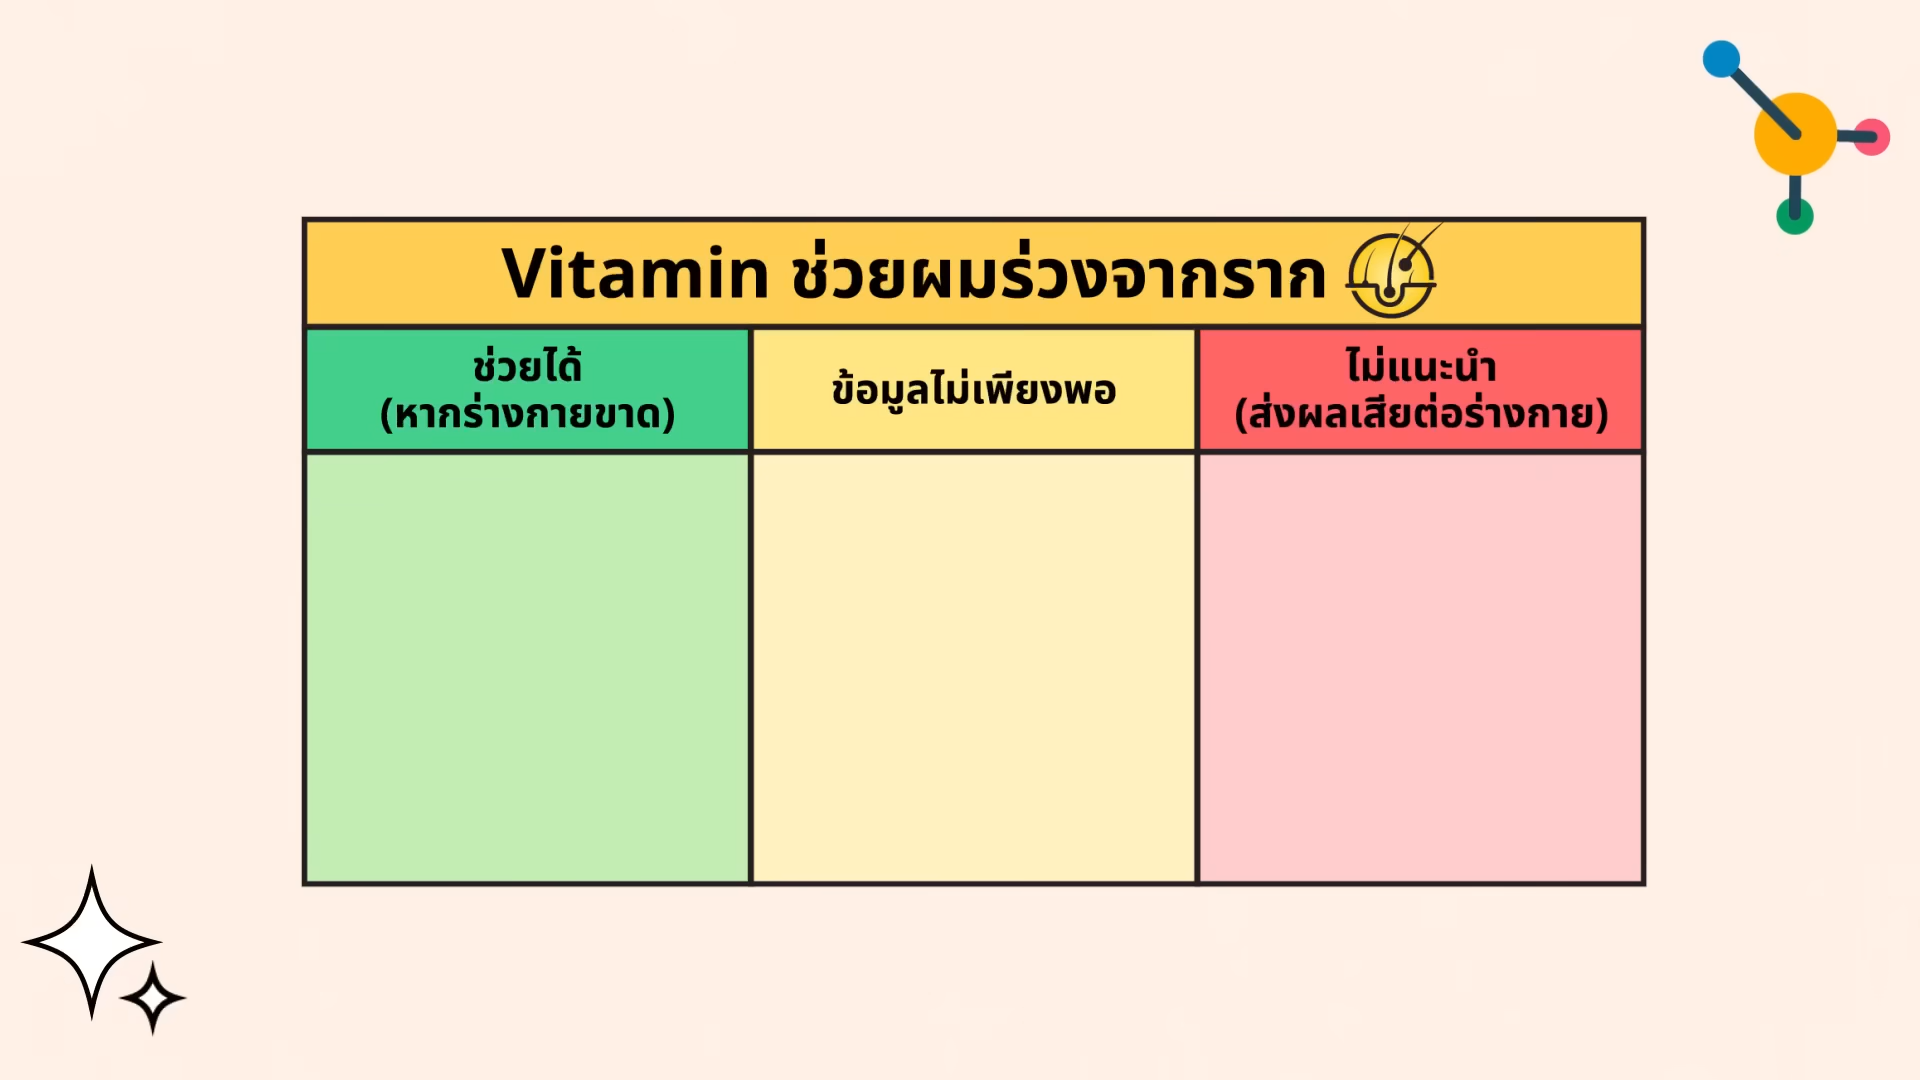 Vitamin ช่วยผมร่วงจากราก
ช่วยได้
(หากร่างกายขาด)
ข้อมูลไม่เพียงพอ
ไม่แนะนำ
(ส่งผลเสียต่อร่างกาย)